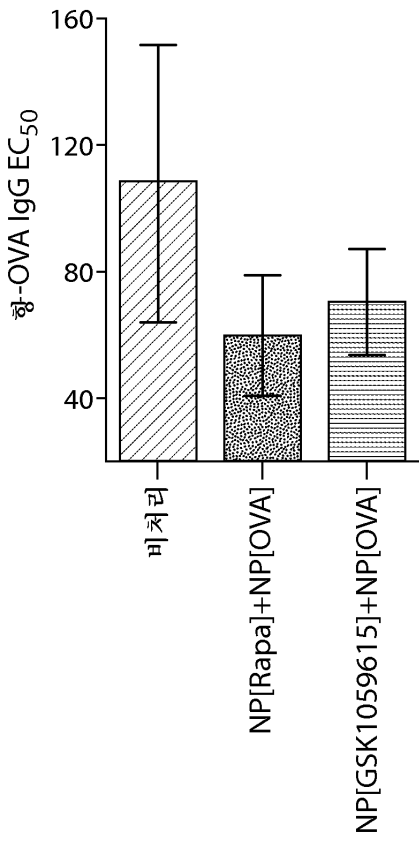 항-OVA IgG EC50
160
120
80
40
비처리
NP[Rapa]+NP[OVA]
NP[GSK1059615]+NP[OVA]